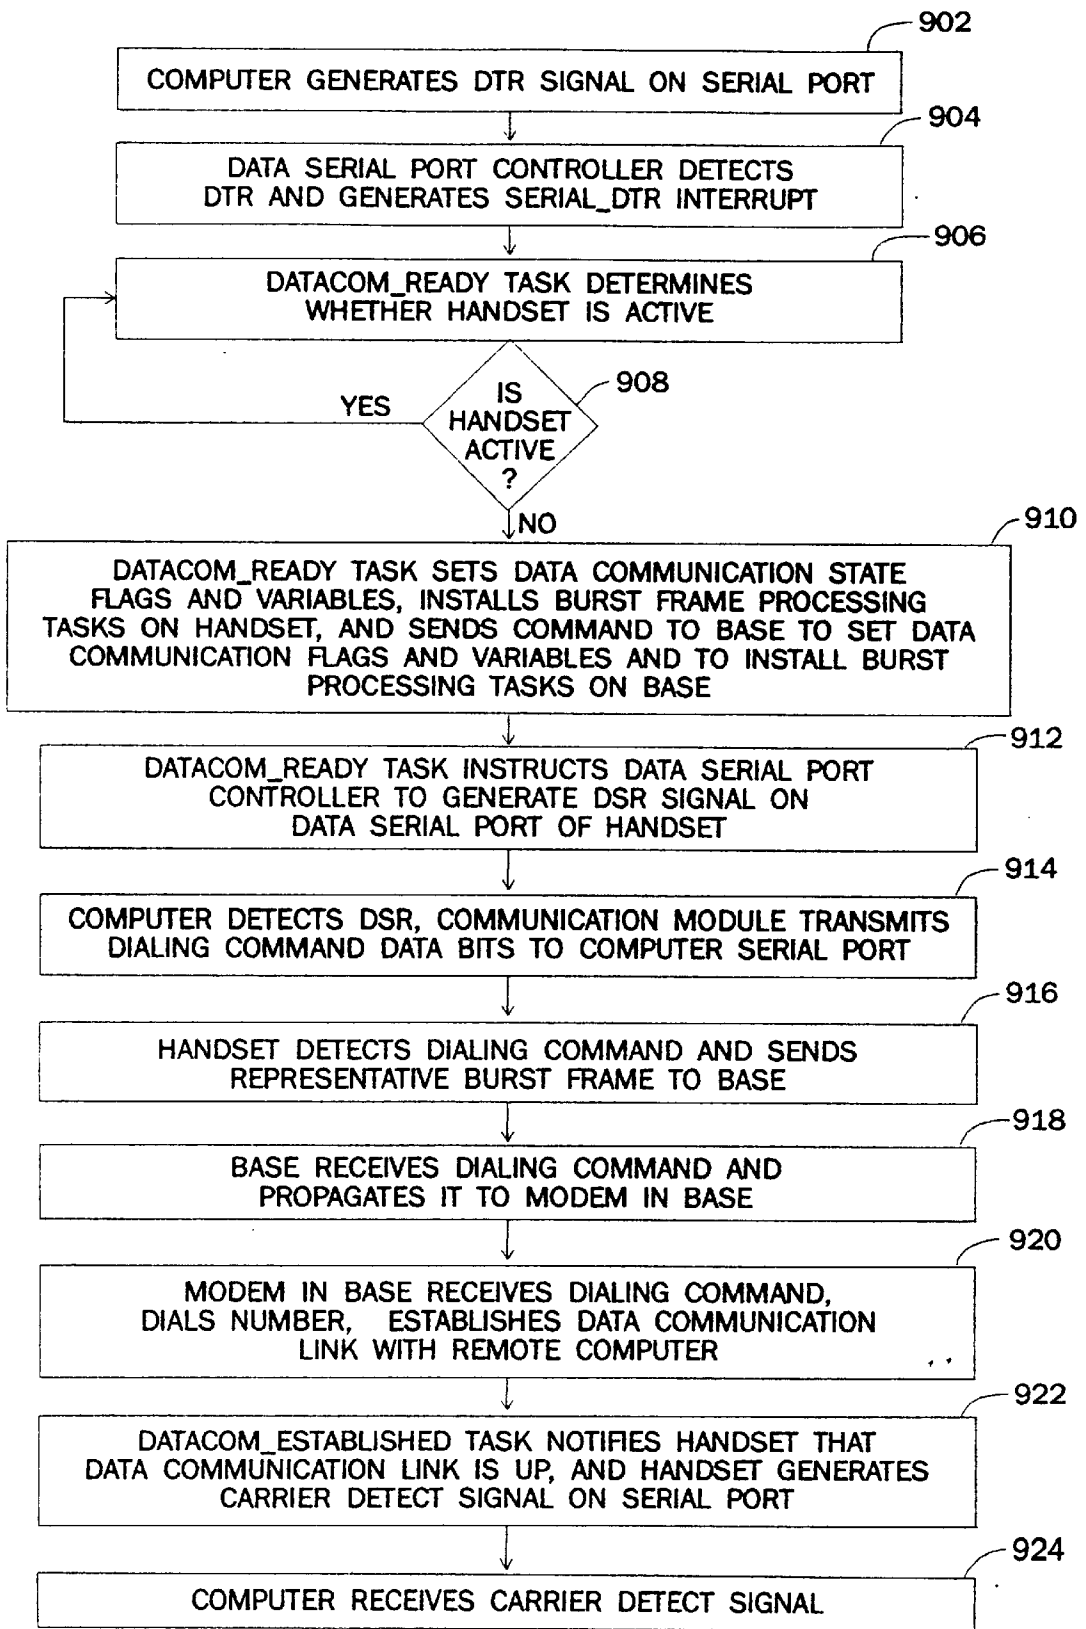 902
COMPUTER GENERATES DTR SIGNAL ON SERIAL PORT
904
DATA SERIAL PORT CONTROLLER DETECTS
DTR AND GENERATES SERIAL_DTR INTERRUPT
906
DATACOM_READY TASK DETERMINES
WHETHER HANDSET IS ACTIVE
908
IS
HANDSET
ACTIVE
?
YES
NO
910
DATACOM_READY TASK SETS DATA COMMUNICATION STATE
FLAGS AND VARIABLES, INSTALLS BURST FRAME PROCESSING
TASKS ON HANDSET, AND SENDS COMMAND TO BASE TO SET DATA
COMMUNICATION FLAGS AND VARIABLES AND TO INSTALL BURST
PROCESSING TASKS ON BASE
912
DATACOM_READY TASK INSTRUCTS DATA SERIAL PORT
CONTROLLER TO GENERATE DSR SIGNAL ON
DATA SERIAL PORT OF HANDSET
914
COMPUTER DETECTS DSR, COMMUNICATION MODULE TRANSMITS
DIALING COMMAND DATA BITS TO COMPUTER SERIAL PORT
916
HANDSET DETECTS DIALING COMMAND AND SENDS
REPRESENTATIVE BURST FRAME TO BASE
918
BASE RECEIVES DIALING COMMAND AND
PROPAGATES IT TO MODEM IN BASE
920
MODEM IN BASE RECEIVES DIALING COMMAND,
DIALS NUMBER, ESTABLISHES DATA COMMUNICATION
LINK WITH REMOTE COMPUTER
922
DATACOM_ESTABLISHED TASK NOTIFIES HANDSET THAT
DATA COMMUNICATION LINK IS UP, AND HANDSET GENERATES
CARRIER DETECT SIGNAL ON SERIAL PORT
924
COMPUTER RECEIVES CARRIER DETECT SIGNAL